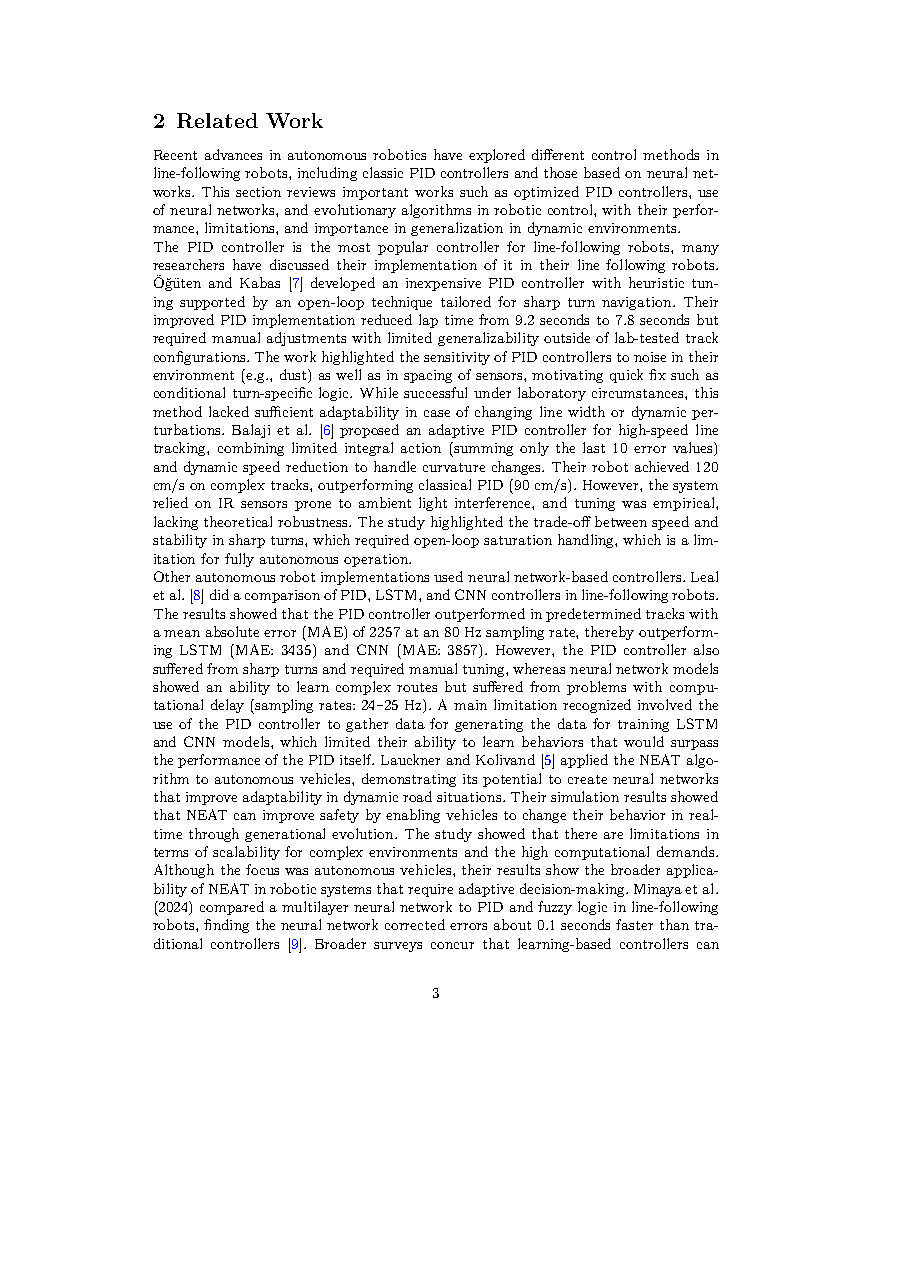 2 Related Work
Recent advances in autonomous robotics have explored different control methods in
line-following robots, including classic PID controllers and those based on neural net-
works. This section reviews important works such as optimized PID controllers, use
of neural networks, and evolutionary algorithms in robotic control, with their perfor-
mance, limitations, and importance in generalization in dynamic environments.
The PID controller is the most popular controller for line-following robots, many
researchers have discussed their implementation of it in their line following robots.
Öğüten and Kabas [7] developed an inexpensive PID controller with heuristic tun-
ing supported by an open-loop technique tailored for sharp turn navigation. Their
improved PID implementation reduced lap time from 9.2 seconds to 7.8 seconds but
required manual adjustments with limited generalizability outside of lab-tested track
configurations. The work highlighted the sensitivity of PID controllers to noise in their
environment (e.g., dust) as well as in spacing of sensors, motivating quick fix such as
conditional turn-specific logic. While successful under laboratory circumstances, this
method lacked sufficient adaptability in case of changing line width or dynamic per-
turbations. Balaji et al. [6] proposed an adaptive PID controller for high-speed line
tracking, combining limited integral action (summing only the last 10 error values)
and dynamic speed reduction to handle curvature changes. Their robot achieved 120
cm/s on complex tracks, outperforming classical PID (90 cm/s). However, the system
relied on IR sensors prone to ambient light interference, and tuning was empirical,
lacking theoretical robustness. The study highlighted the trade-off between speed and
stability in sharp turns, which required open-loop saturation handling, which is a lim-
itation for fully autonomous operation.
Other autonomous robot implementations used neural network-based controllers. Leal
et al. [8] did a comparison of PID, LSTM, and CNN controllers in line-following robots.
The results showed that the PID controller outperformed in predetermined tracks with
a mean absolute error (MAE) of 2257 at an 80 Hz sampling rate, thereby outperform-
ing LSTM (MAE: 3435) and CNN (MAE: 3857). However, the PID controller also
suffered from sharp turns and required manual tuning, whereas neural network models
showed an ability to learn complex routes but suffered from problems with compu-
tational delay (sampling rates: 24–25 Hz). A main limitation recognized involved the
use of the PID controller to gather data for generating the data for training LSTM
and CNN models, which limited their ability to learn behaviors that would surpass
the performance of the PID itself. Lauckner and Kolivand [5] applied the NEAT algo-
rithm to autonomous vehicles, demonstrating its potential to create neural networks
that improve adaptability in dynamic road situations. Their simulation results showed
that NEAT can improve safety by enabling vehicles to change their behavior in real-
time through generational evolution. The study showed that there are limitations in
terms of scalability for complex environments and the high computational demands.
Although the focus was autonomous vehicles, their results show the broader applica-
bility of NEAT in robotic systems that require adaptive decision-making. Minaya et al.
(2024) compared a multilayer neural network to PID and fuzzy logic in line-following
robots, finding the neural network corrected errors about 0.1 seconds faster than tra-
ditional controllers [9]. Broader surveys concur that learning-based controllers can
3